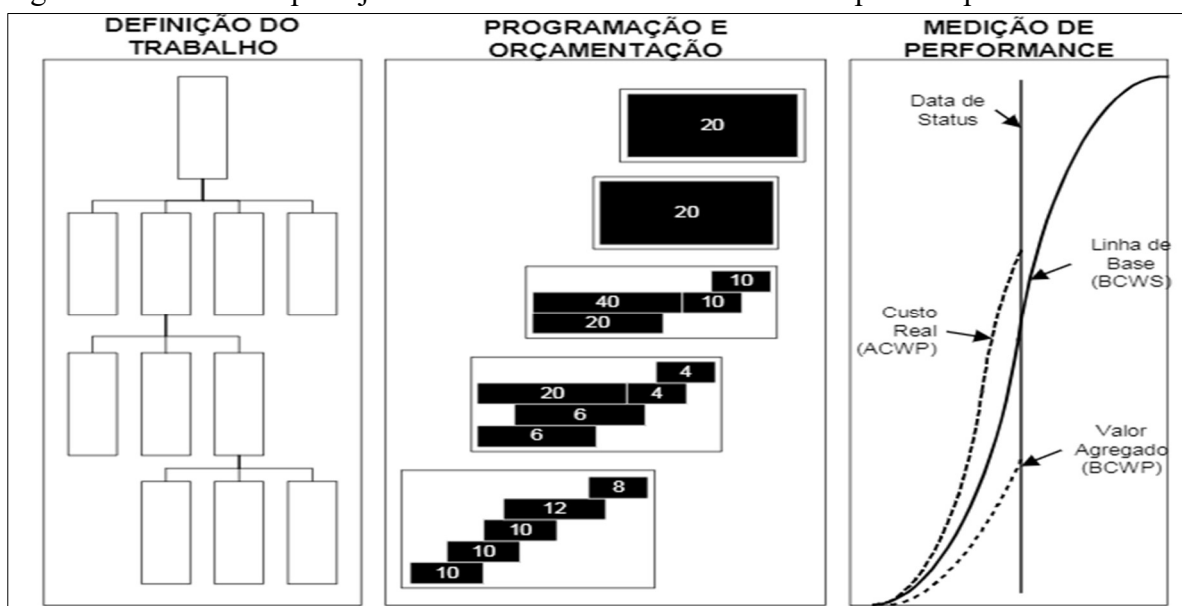 DEFINIÇÃO DO
TRABALHO
PROGRAMAÇÃO E
ORÇAMENTAÇÃO
20
20
10
40 10
20
4
20 4
6
6
8
12
10
10
10
MEDIÇÃO DE
PERFORMANCE
Data de
Status
Linha de
Base
(BCWS)
Custo
Real
(ACWP)
Valor
Agregado
(BCWP)